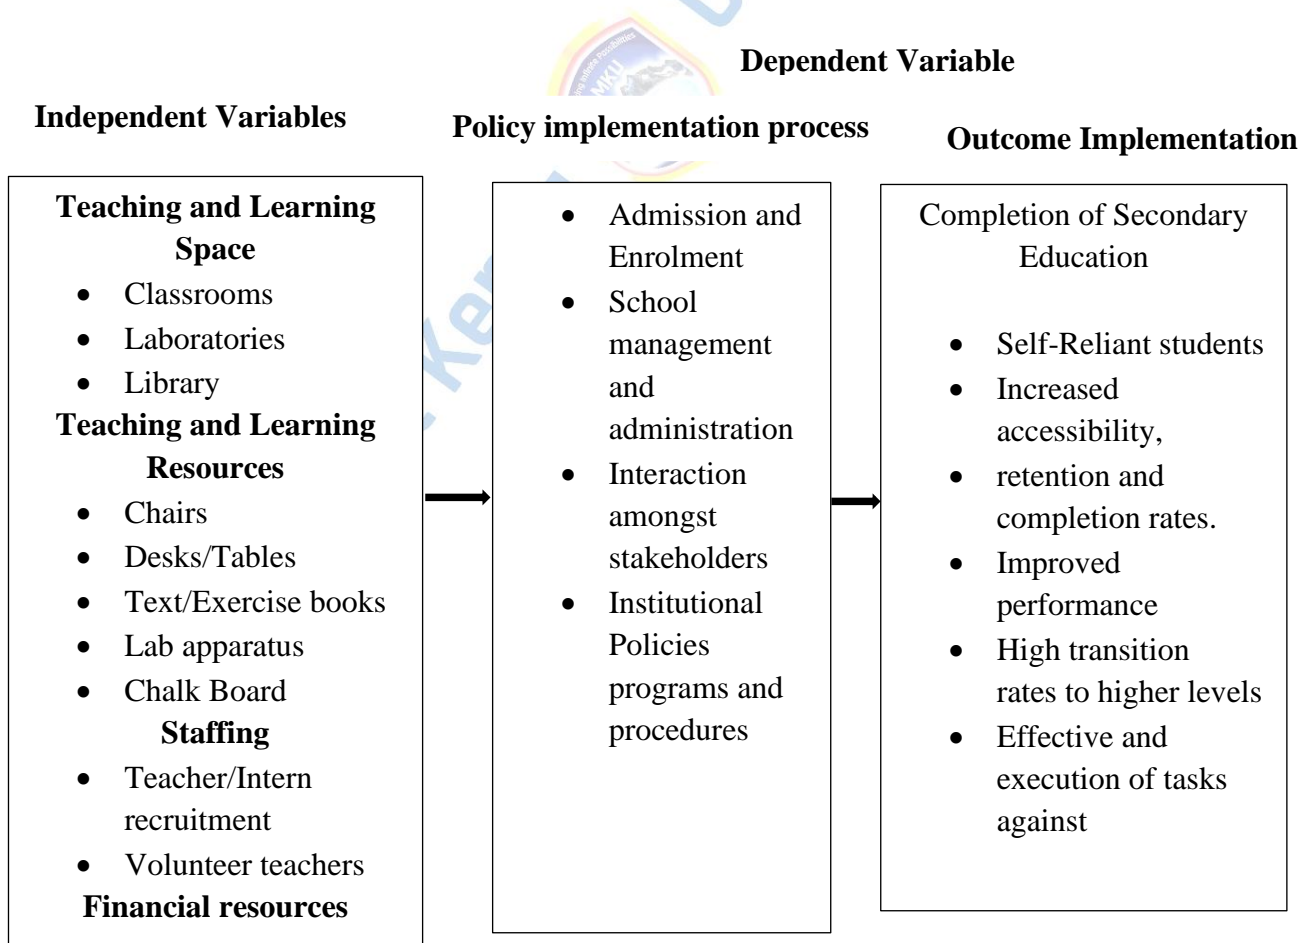 Dependent Variable
Independent Variables
Policy implementation process
Outcome Implementation
Teaching and Learning
Space
• Classrooms
• Laboratories
• Library
Teaching and Learning
Resources
• Chairs
• Desks/Tables
• Text/Exercise books
• Lab apparatus
• Chalk Board
Staffing
• Teacher/Intern
recruitment
• Volunteer teachers
Financial resources
• Admission and
Enrolment
• School
management
and
administration
• Interaction
amongst
stakeholders
• Institutional
Policies
programs and
procedures
Completion of Secondary
Education
• Self-Reliant students
• Increased
accessibility,
• retention and
completion rates.
• Improved
performance
• High transition
rates to higher levels
• Effective and
execution of tasks
against
MKU